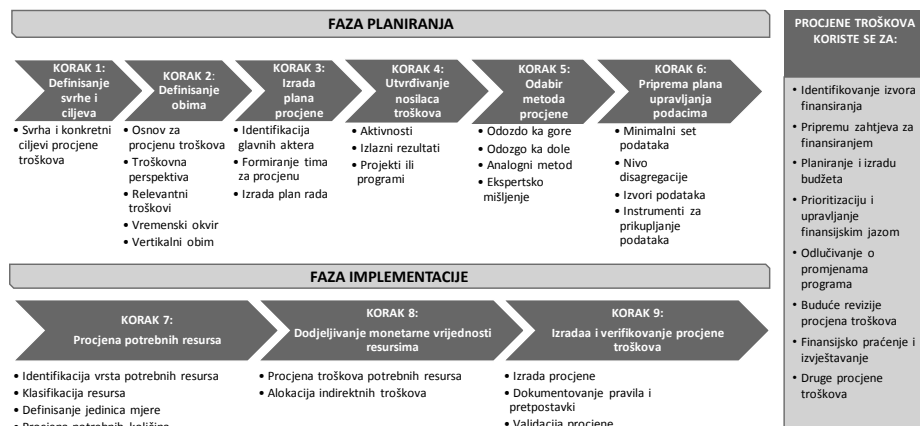 FAZA PLANIRANJA
KORAK 1:
Definisanje
svrhe i
ciljeva
• Svrha i konkretni
ciljevi procjene
troškova
KORAK 2:
Definisanje
obima
• Osnov za
procjenu troškova
• Troškovna
perspektiva
• Relevantni
troškovi
• Vremenski okvir
• Vertikalni obim
KORAK 3:
Izrada
plana
procjene
• Identifikacija
glavnih aktera
• Formiranje tima
za procjenu
• Izrada plan rada
KORAK 4:
Utvrđivanje
nosilaca
troškova
• Aktivnosti
• Izlazni rezultati
• Projekti ili
programi
KORAK 5:
Odabir
metoda
procjene
• Odozdo ka gore
• Odozgo ka dole
• Analogni metod
• Ekspertsko
mišljenje
KORAK 6:
Priprema plana
upravljanja
podacima
• Minimalni set
podataka
• Nivo
disagregacije
• Izvori podataka
• Instrumenti za
prikupljanje
podataka
FAZA IMPLEMENTACIJE
KORAK 7:
Procjena potrebnih resursa
• Identifikacija vrsta potrebnih resursa
• Klasifikacija resursa
• Definisanje jedinica mjere
• Procjena potrebnih količina
KORAK 8:
Dodjeljivanje monetarne vrijednosti
resursima
• Procjena troškova potrebnih resursa
• Alokacija indirektnih troškova
KORAK 9:
Izradaa i verifikovanje procjene
troškova
• Izrada procjene
• Dokumentovanje pravila i
pretpostavki
• Validacija procjene
PROCJENE TROŠKOVA
KORISTE SE ZA:
• Identifikovanje izvora
finansiranja
• Pripremu zahtjeva za
finansiranjem
• Planiranje i izradu
budžeta
• Prioritizaciju i
upravljanje
finansijskim jazom
• Odlučivanje o
promjenama
programa
• Buduće revizije
procjena troškova
• Finansijsko praćenje i
izvještavanje
• Druge procjene
troškova